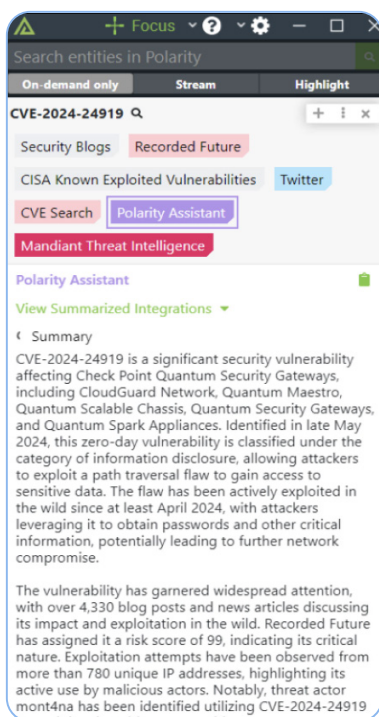 Focus
Search entities in Polarity
On-demand only Stream Highlight
CVE-2024-24919
Security Blogs Recorded Future
CISA Known Exploited Vulnerabilities Twitter
CVE Search Polarity Assistant
Mandiant Threat Intelligence
Polarity Assistant
View Summarized Integrations
Summary
CVE-2024-24919 is a significant security vulnerability
affecting Check Point Quantum Security Gateways,
including CloudGuard Network, Quantum Maestro,
Quantum Scalable Chassis, Quantum Security Gateways,
and Quantum Spark Appliances. Identified in late May
2024, this zero-day vulnerability is classified under the
category of information disclosure, allowing attackers
to exploit a path traversal flaw to gain access to
sensitive data. The flaw has been actively exploited in
the wild since at least April 2024, with attackers
leveraging it to obtain passwords and other critical
information, potentially leading to further network
compromise.
The vulnerability has garnered widespread attention,
with over 4,330 blog posts and news articles discussing
its impact and exploitation in the wild. Recorded Future
has assigned it a risk score of 99, indicating its critical
nature. Exploitation attempts have been observed from
more than 780 unique IP addresses, highlighting its
active use by malicious actors. Notably, threat actor
mont4na has been identified utilizing CVE-2024-24919